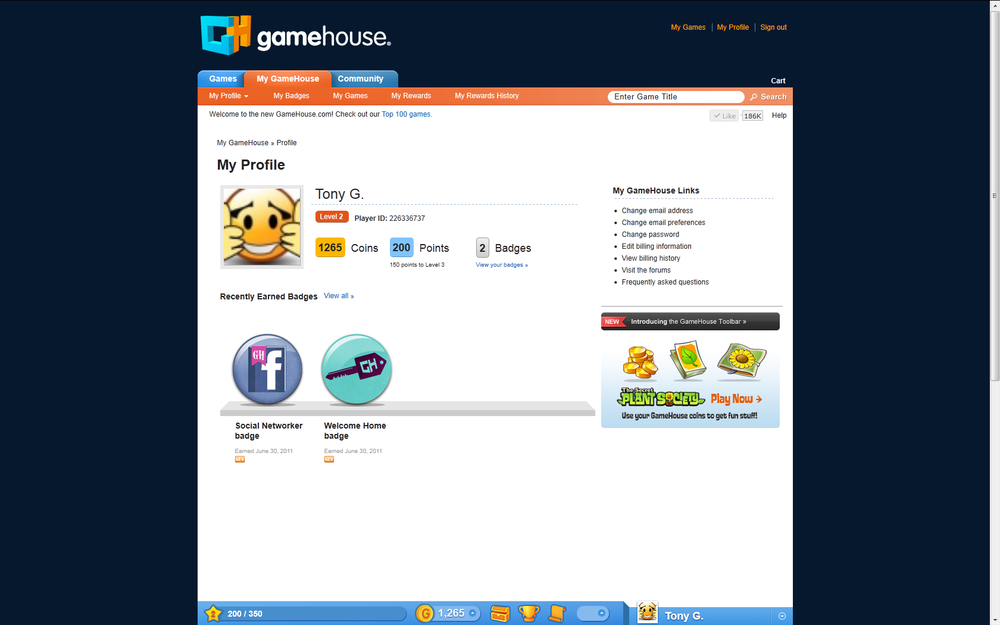 GH gamehouse.
My Games
My Profile
Sign out
Games
My GameHouse
Community
Cart
My Profile
My Badges
My Games
My Rewards
My Rewards History
Enter Game Title
Search
Welcome to the new GameHouse.com! Check out our Top 100 games.
Like
186K
Help
My GameHouse » Profile
My Profile
Tony G.
Level 2
Player ID: 226336737
1265 Coins
200 Points
2 Badges
150 points to Level 3
View your badges »
Recently Earned Badges
View all »
GH f
GH
Social Networker
badge
Earned June 30, 2011
NEW
Welcome Home
badge
Earned June 30, 2011
NEW
My GameHouse Links
Change email address
Change email preferences
Change password
Edit billing information
View billing history
Visit the forums
Frequently asked questions
NEW
Introducing the GameHouse Toolbar »
The Secret
PLANT SOCIETY
Play Now
Use your GameHouse coins to get fun stuff!
2
200 / 350
G
1,265
Tony G.